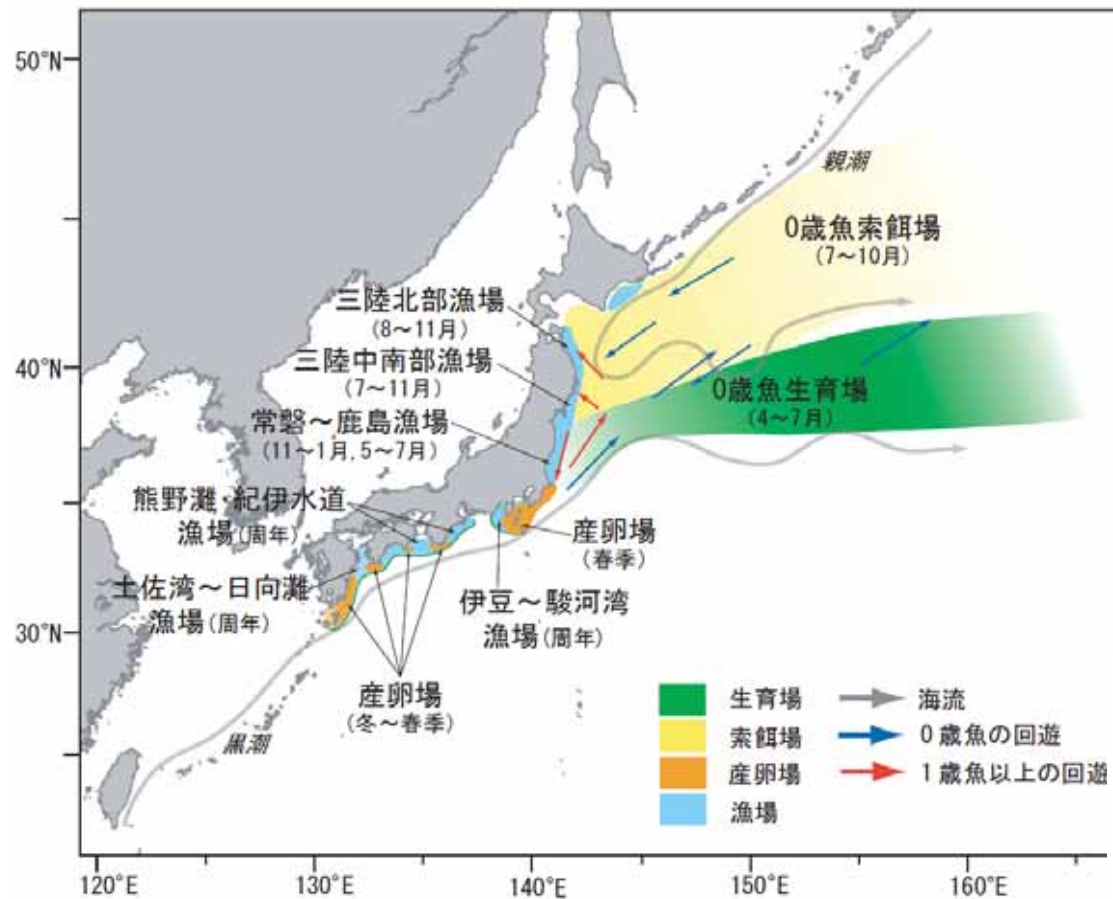 50°N
親潮
0歳魚索餌場
(7～10月)
三陸北部漁場
(8～11月)
40°N
三陸中南部漁場
(7～11月)
0歳魚生育場
(4～7月)
常磐～鹿島漁場
(11～1月, 5～7月)
熊野灘・紀伊水道
漁場(周年)
産卵場
(春季)
土佐湾～日向灘
漁場(周年)
伊豆～駿河湾
漁場(周年)
30°N
産卵場
(冬～春季)
黒潮
生育場
索餌場
産卵場
漁場
海流
0歳魚の回遊
1歳魚以上の回遊
120°E
130°E
140°E
150°E
160°E